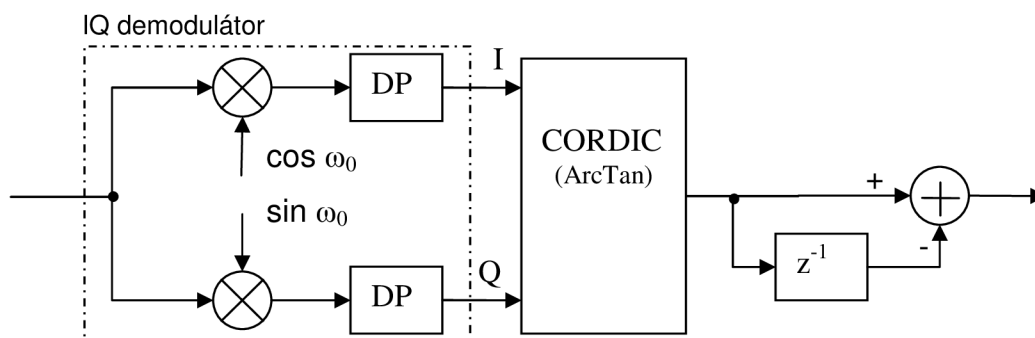 IQ demodulátor
DP
I
CORDIC
(ArcTan)
cos ω₀
sin ω₀
DP
Q
+
-
z⁻¹